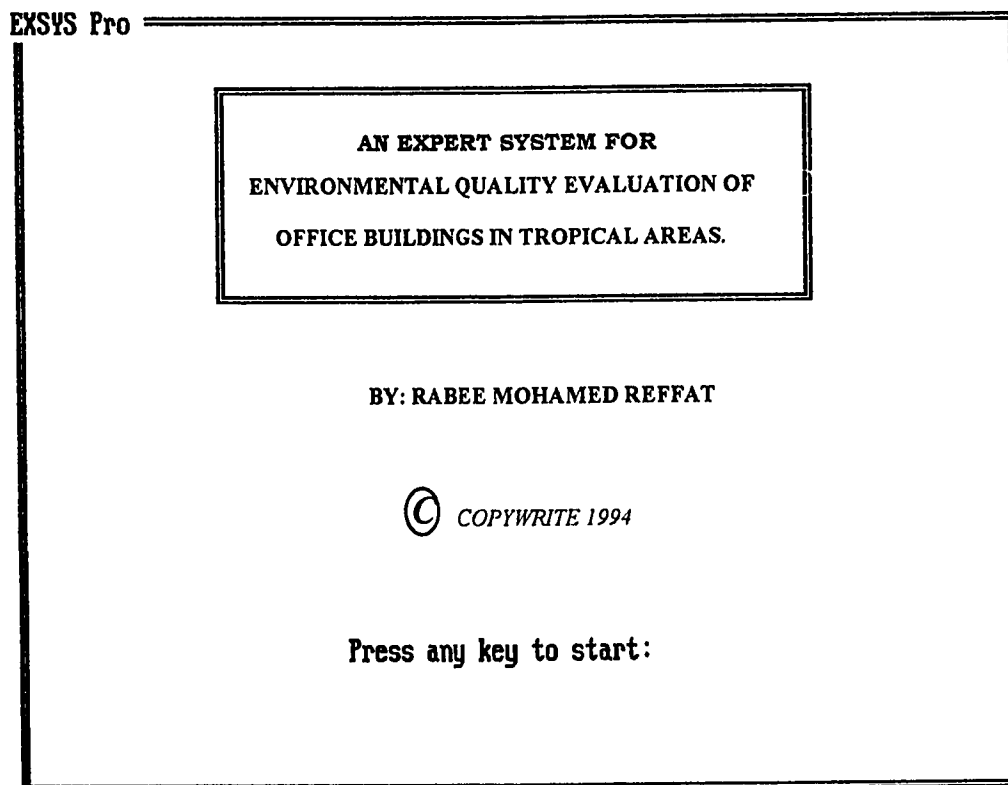 EXSYS Pro
AN EXPERT SYSTEM FOR
ENVIRONMENTAL QUALITY EVALUATION OF
OFFICE BUILDINGS IN TROPICAL AREAS.
BY: RABEE MOHAMED REFFAT
© COPYWRITE 1994
Press any key to start: